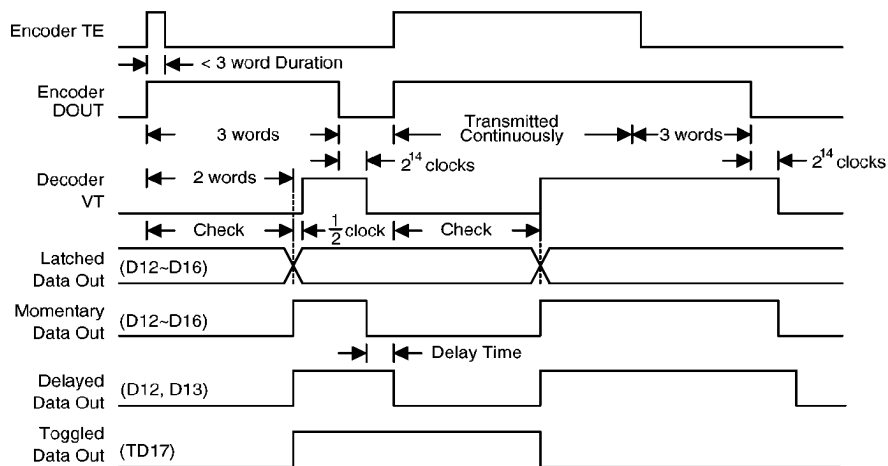 Encoder TE
< 3 word Duration
Encoder
DOUT
3 words
Transmitted
Continuously
3 words
2^14 clocks
2^14 clocks
Decoder
VT
2 words
Check
1/2 clock
Check
Latched
Data Out
(D12~D16)
Momentary
Data Out
(D12~D16)
Delay Time
Delayed
Data Out
(D12, D13)
Toggled
Data Out
(TD17)